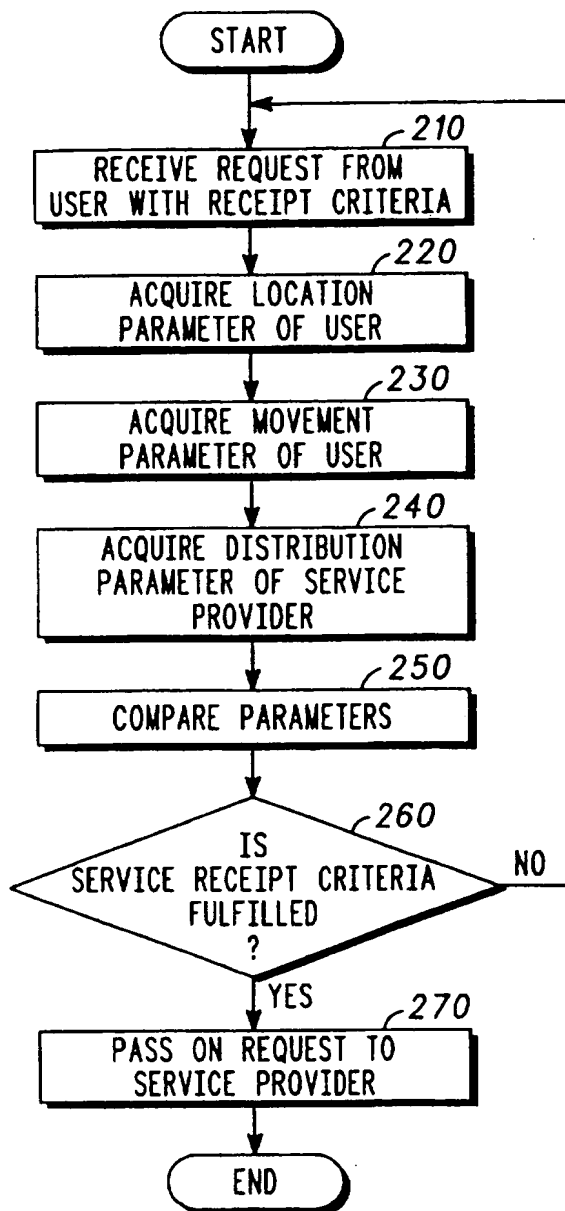 START
210
RECEIVE REQUEST FROM
USER WITH RECEIPT CRITERIA
220
ACQUIRE LOCATION
PARAMETER OF USER
230
ACQUIRE MOVEMENT
PARAMETER OF USER
240
ACQUIRE DISTRIBUTION
PARAMETER OF SERVICE
PROVIDER
250
COMPARE PARAMETERS
260
IS
SERVICE RECEIPT CRITERIA
FULFILLED
?
NO
YES
270
PASS ON REQUEST TO
SERVICE PROVIDER
END